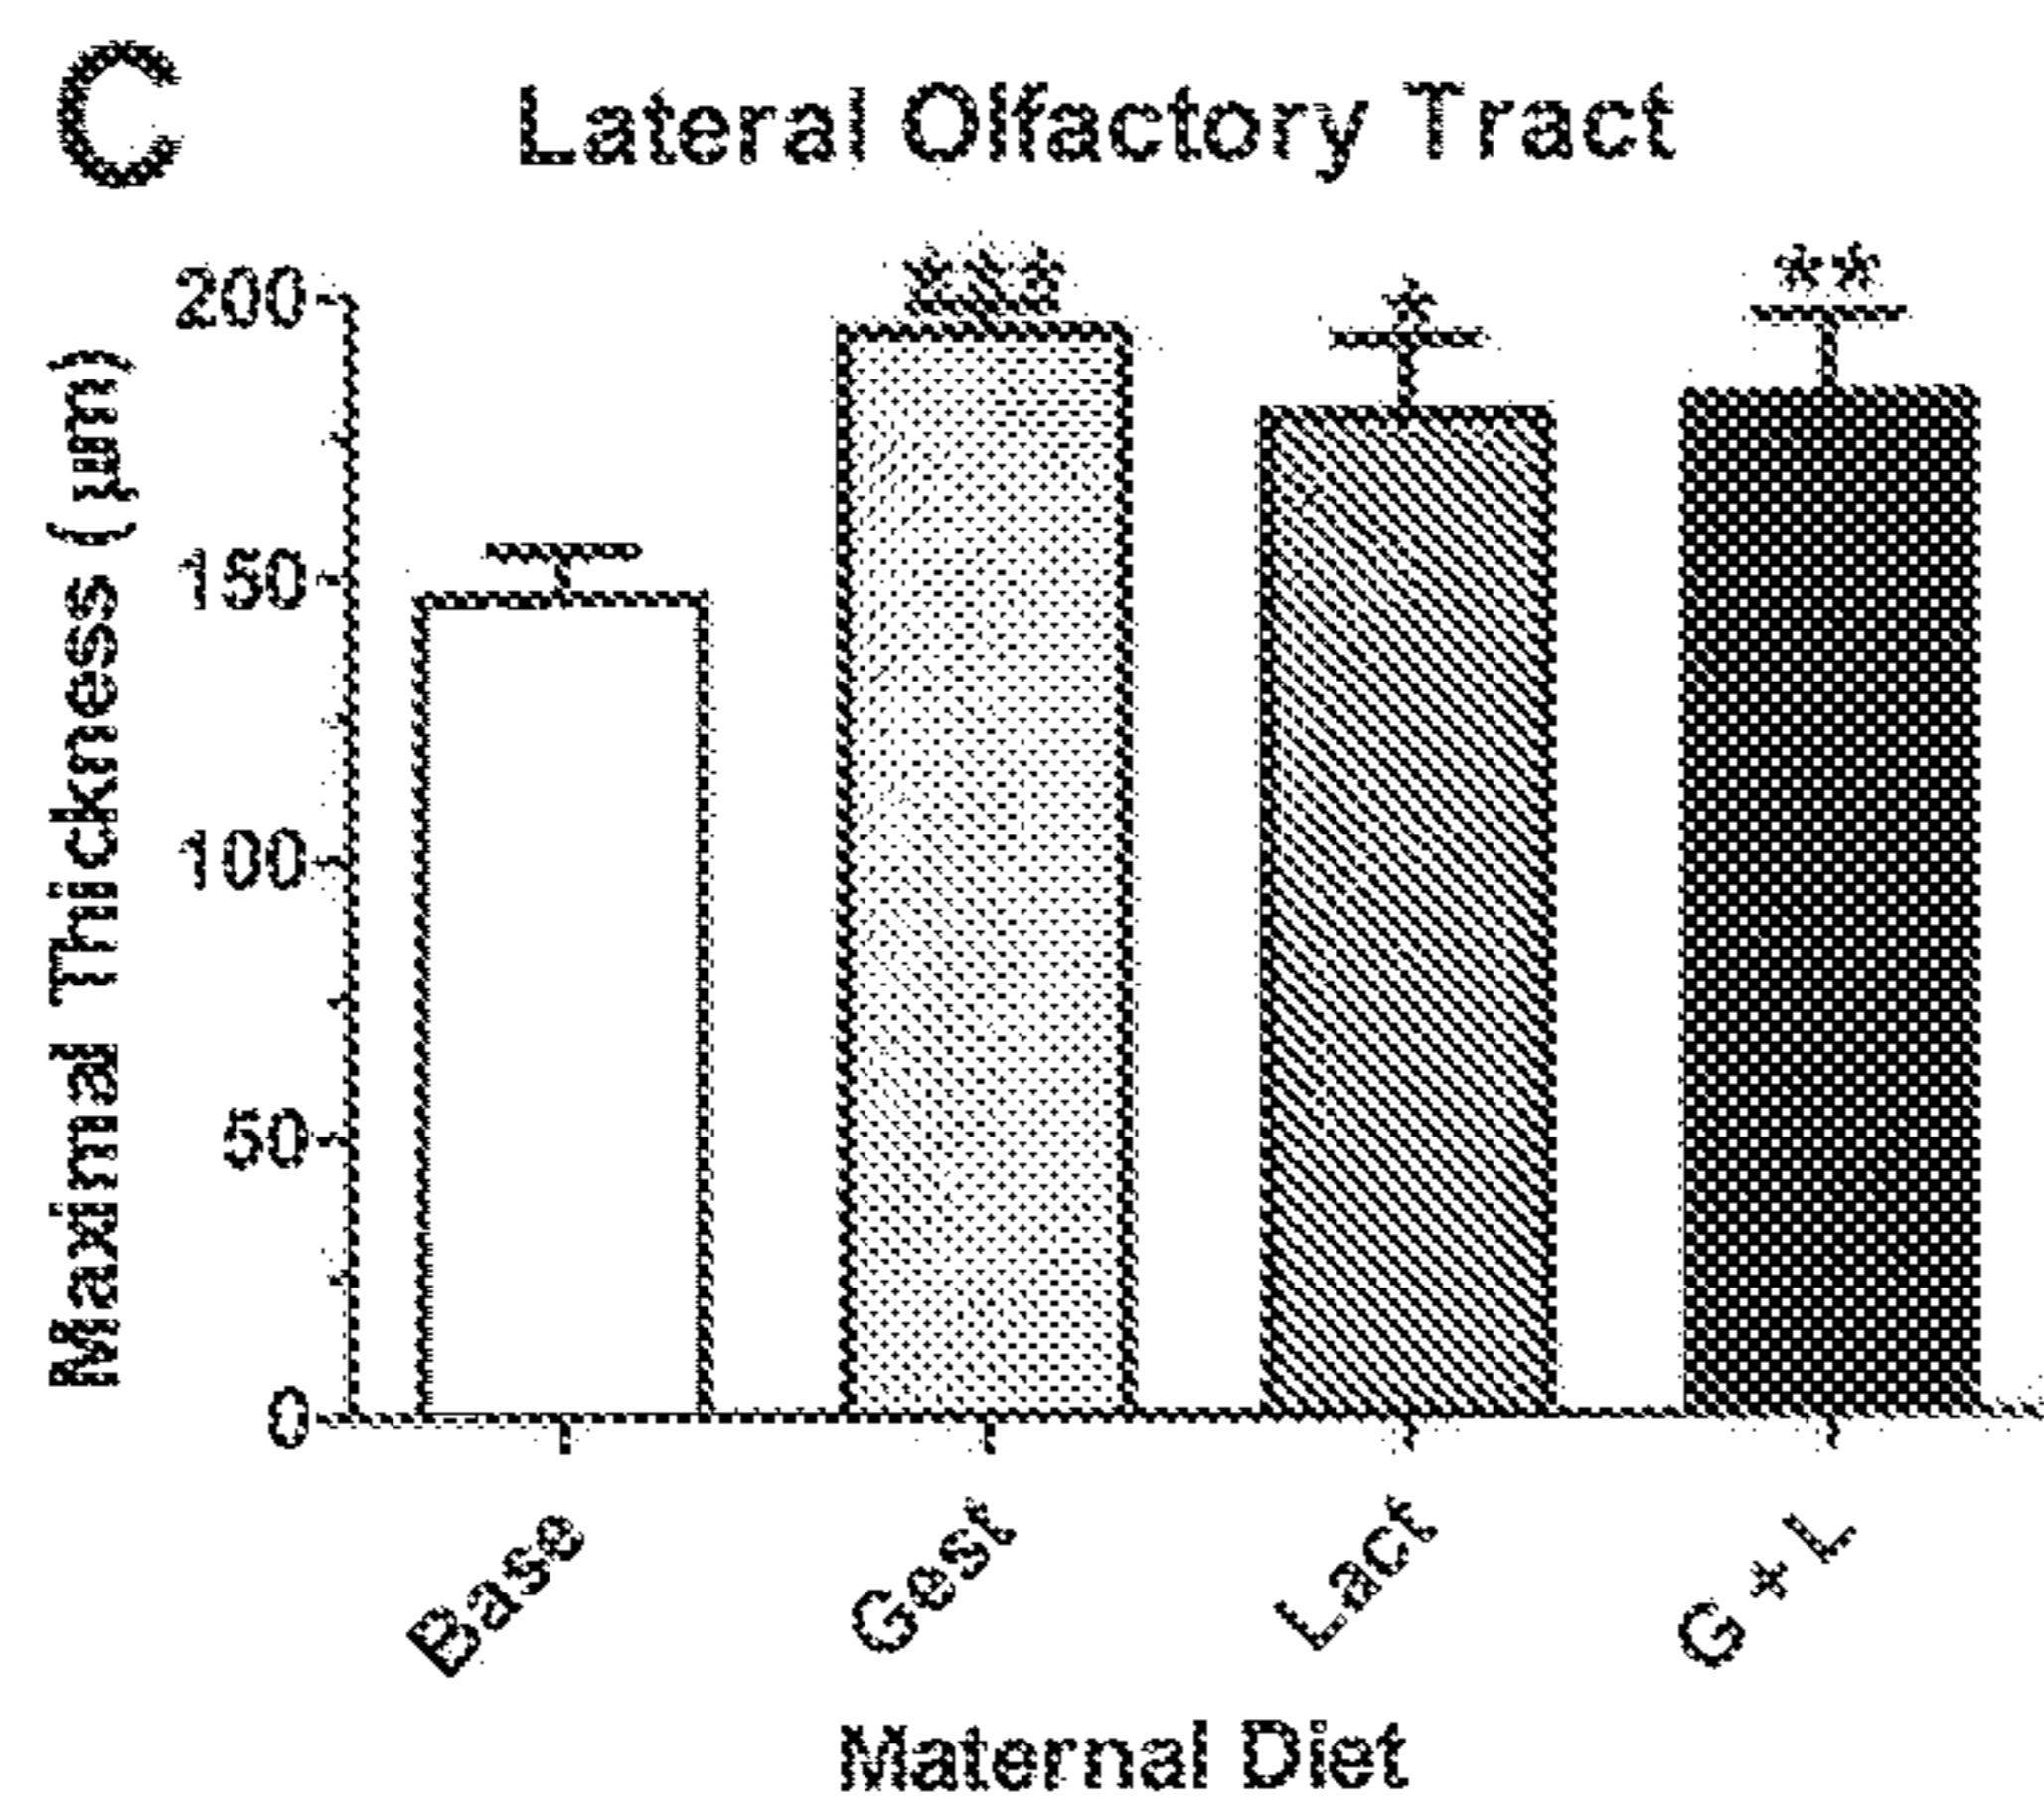 C
Lateral Olfactory Tract
Maximal Thickness (µm)
200
150
100
50
0
***
*
**
Base
Gest
Lact
G + L
Maternal Diet